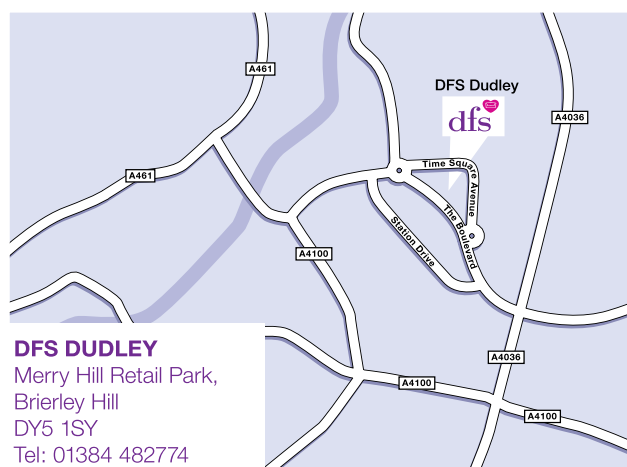 A461
DFS Dudley
dfs
A4036
Time Square Avenue
A461
The Boulevard
Station Drive
A4100
A4036
A4100
A4100
DFS DUDLEY
Merry Hill Retail Park,
Brierley Hill
DY5 1SY
Tel: 01384 482774